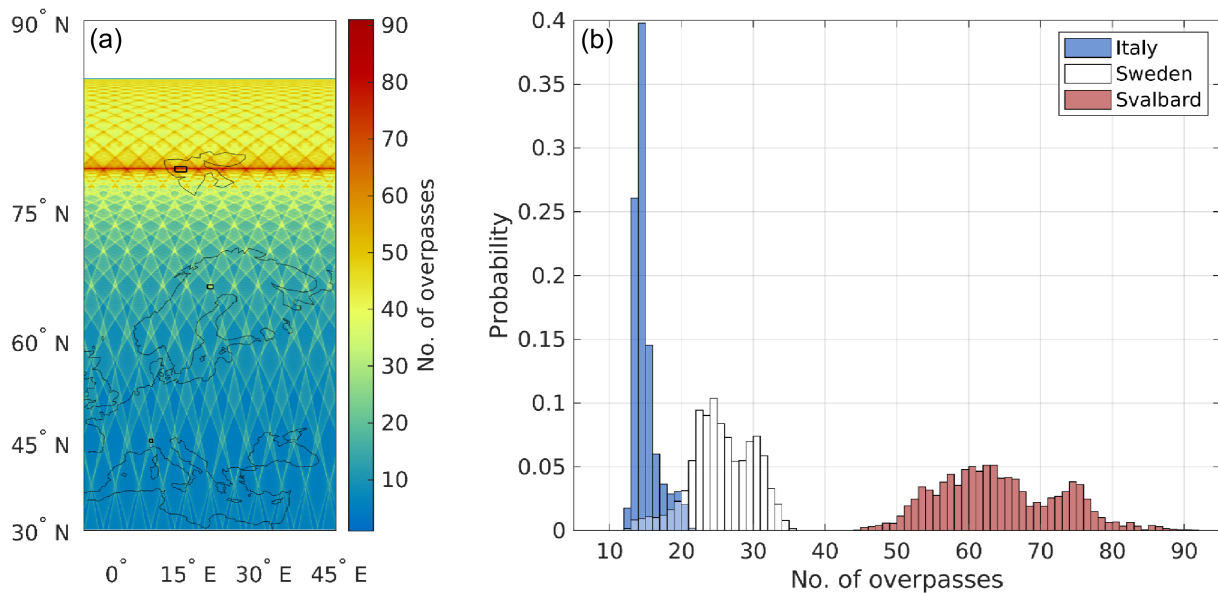 (a)
90° N
75° N
60° N
45° N
30° N
0°
15° E
30° E
45° E
90
80
70
60
50
40
30
20
10
No. of overpasses
(b)
Italy
Sweden
Svalbard
0.4
0.35
0.3
0.25
0.2
0.15
0.1
0.05
0
Probability
10
20
30
40
50
60
70
80
90
No. of overpasses